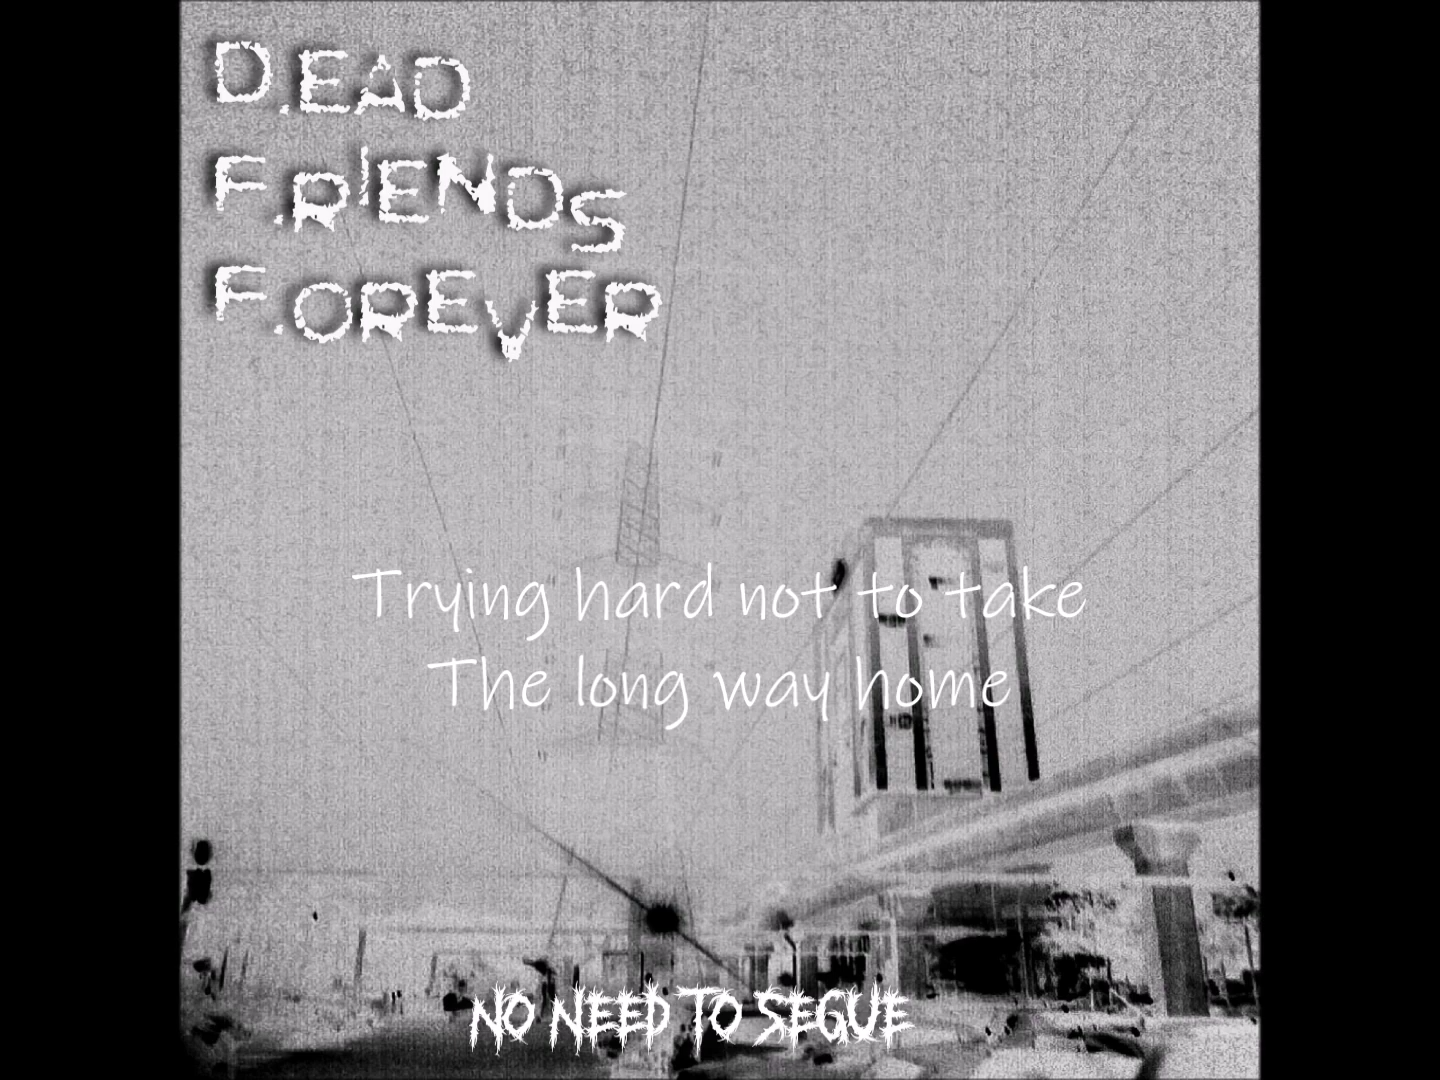 D.EAD
F.RIENDS
F.OREVER
Trying hard not to take
The long way home
NO NEED TO SEGUE